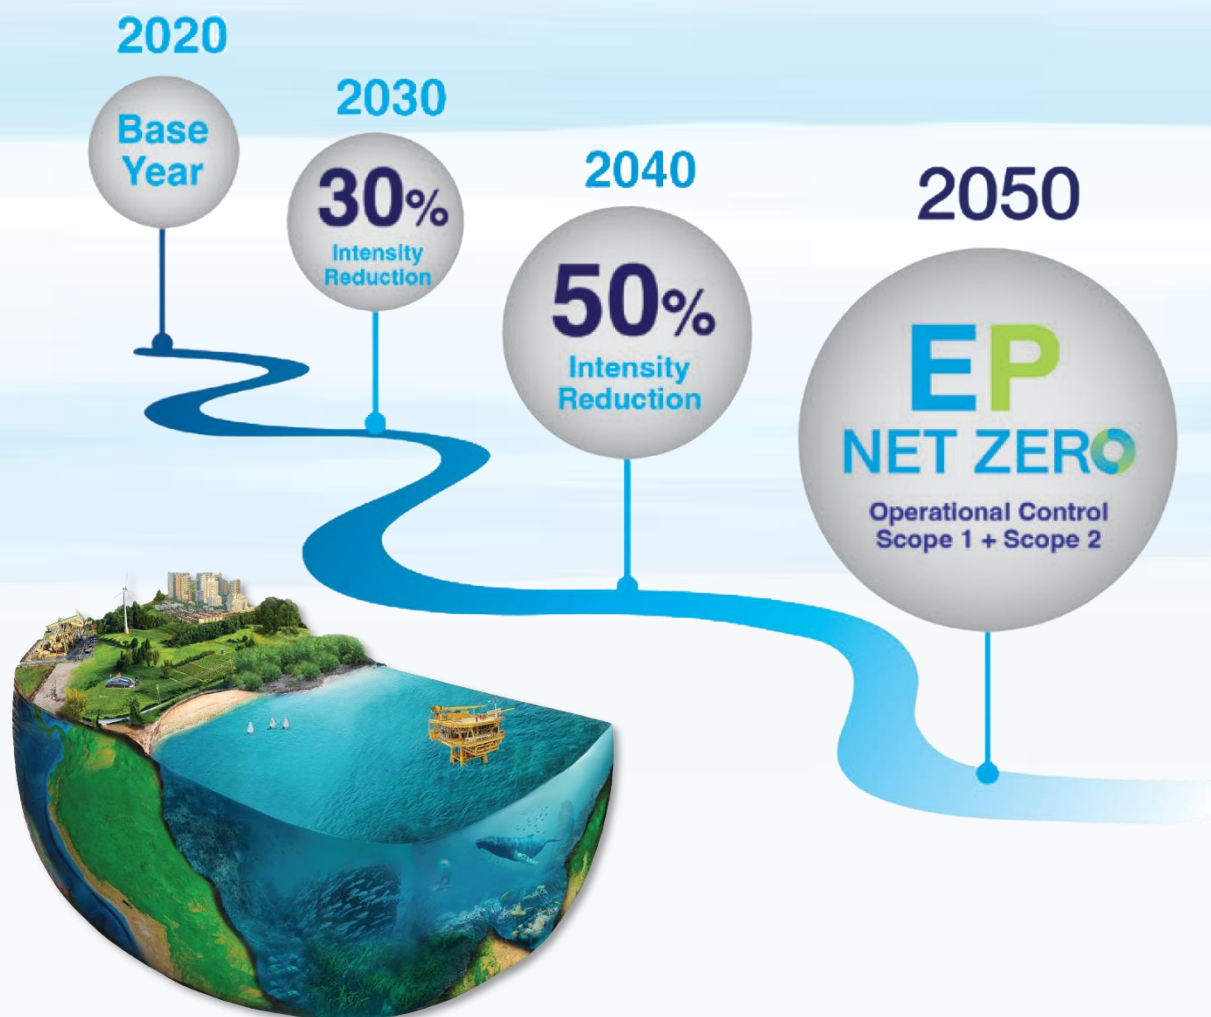 2020
Base
Year
2030
30%
Intensity
Reduction
2040
50%
Intensity
Reduction
2050
EP
NET ZERO
Operational Control
Scope 1 + Scope 2